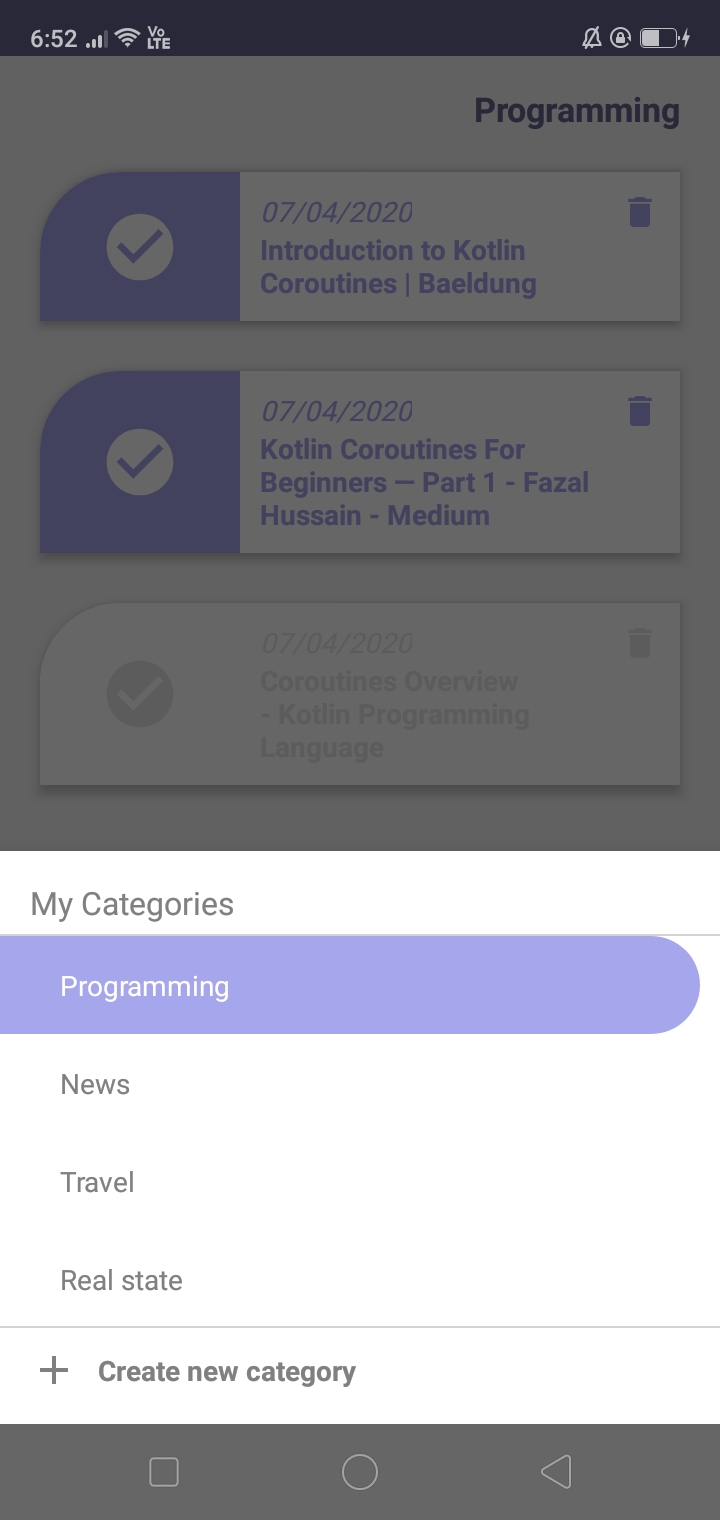 6:52 Vo LTE
Programming
07/04/2020
Introduction to Kotlin
Coroutines | Baeldung
07/04/2020
Kotlin Coroutines For
Beginners — Part 1 - Fazal
Hussain - Medium
07/04/2020
Coroutines Overview
- Kotlin Programming
Language
My Categories
Programming
News
Travel
Real state
Create new category